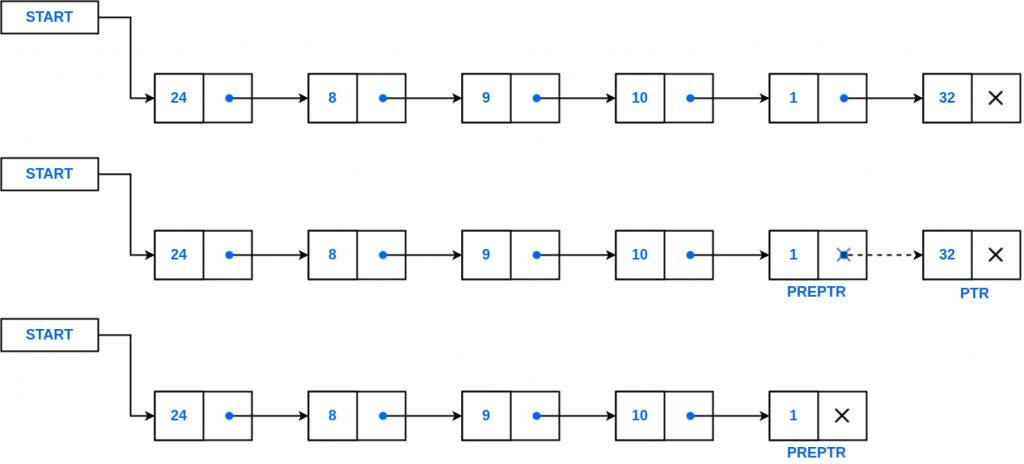 START
24 8 9 10 1 32
START
24 8 9 10 1 32
PREPTR PTR
START
24 8 9 10 1
PREPTR